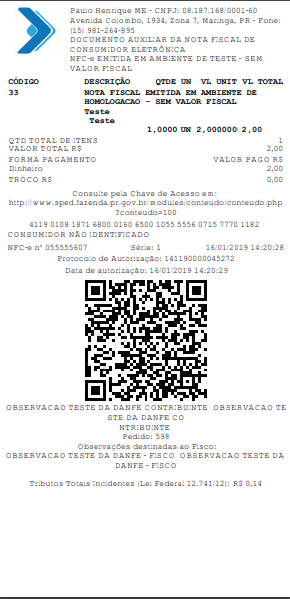 Paulo Henrique ME - CNPJ: 08.187.168/0001-60
Avenida Colombo, 1934, Zona 7, Maringa, PR - Fone:
(15) 981-264-895
DOCUMENTO AUXILIAR DA NOTA FISCAL DE
CONSUMIDOR ELETRÔNICA
NFC-e EMITIDA EM AMBIENTE DE TESTE - SEM
VALOR FISCAL
CÓDIGO DESCRIÇÃO QTDE UN VL UNIT VL TOTAL
33 NOTA FISCAL EMITIDA EM AMBIENTE DE
HOMOLOGACAO - SEM VALOR FISCAL
Teste
Teste
1,0000 UN 2,000000 2,00
QTD TOTAL DE ITENS 1
VALOR TOTAL R$ 2,00
FORMA PAGAMENTO VALOR PAGO R$
Dinheiro 2,00
TROCO R$ 0,00
Consulte pela Chave de Acesso em:
http://www.sped.fazenda.pr.gov.br/modules/conteudo/conteudo.php
?conteudo=100
4119 0108 1871 6800 0160 6500 1055 5556 0715 7770 1182
CONSUMIDOR NÃO IDENTIFICADO
NFC-e nº 055555607 Série: 1 16/01/2019 14:20:28
Protocolo de Autorização: 141190000045272
Data de autorização: 16/01/2019 14:20:29
OBSERVACAO TESTE DA DANFE CONTRIBUINTE OBSERVACAO TE
STE DA DANFE CO
NTRIBUINTE
Pedido: 598
Observações destinadas ao Fisco:
OBSERVACAO TESTE DA DANFE - FISCO OBSERVACAO TESTE DA
DANFE - FISCO
Tributos Totais Incidentes (Lei Federal 12.741/12): R$ 0,14